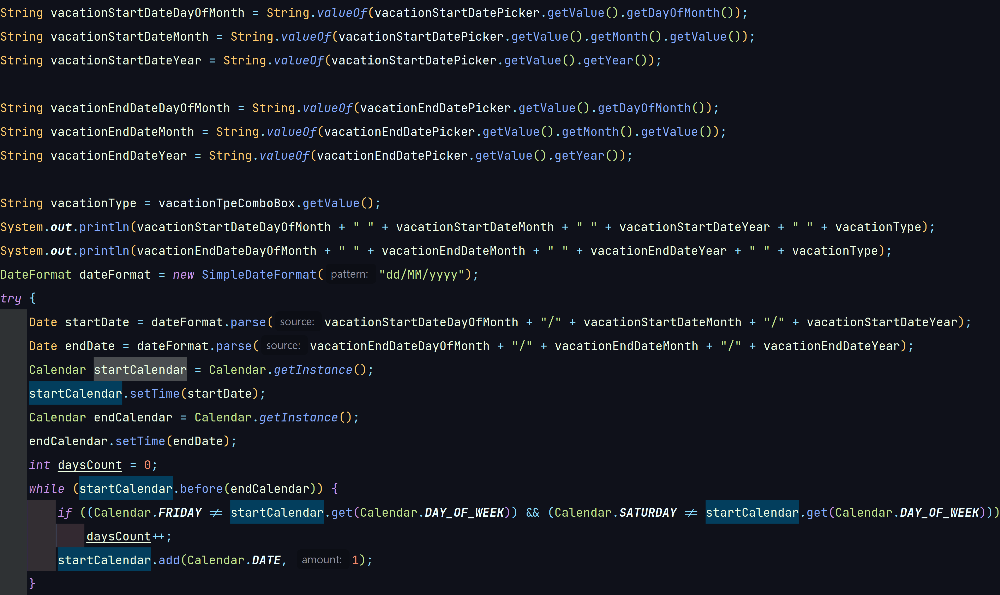 String vacationStartDateDayOfMonth = String.valueOf(vacationStartDatePicker.getValue().getDayOfMonth());
String vacationStartDateMonth = String.valueOf(vacationStartDatePicker.getValue().getMonth().getValue());
String vacationStartDateYear = String.valueOf(vacationStartDatePicker.getValue().getYear());
String vacationEndDateDayOfMonth = String.valueOf(vacationEndDatePicker.getValue().getDayOfMonth());
String vacationEndDateMonth = String.valueOf(vacationEndDatePicker.getValue().getMonth().getValue());
String vacationEndDateYear = String.valueOf(vacationEndDatePicker.getValue().getYear());
String vacationType = vacationTpeComboBox.getValue();
System.out.println(vacationStartDateDayOfMonth + " " + vacationStartDateMonth + " " + vacationStartDateYear + " " + vacationType);
System.out.println(vacationEndDateDayOfMonth + " " + vacationEndDateMonth + " " + vacationEndDateYear + " " + vacationType);
DateFormat dateFormat = new SimpleDateFormat( pattern: "dd/MM/yyyy");
try {
Date startDate = dateFormat.parse( source: vacationStartDateDayOfMonth + "/" + vacationStartDateMonth + "/" + vacationStartDateYear);
Date endDate = dateFormat.parse( source: vacationEndDateDayOfMonth + "/" + vacationEndDateMonth + "/" + vacationEndDateYear);
Calendar startCalendar = Calendar.getInstance();
startCalendar.setTime(startDate);
Calendar endCalendar = Calendar.getInstance();
endCalendar.setTime(endDate);
int daysCount = 0;
while (startCalendar.before(endCalendar)) {
if ((Calendar.FRIDAY != startCalendar.get(Calendar.DAY_OF_WEEK)) && (Calendar.SATURDAY != startCalendar.get(Calendar.DAY_OF_WEEK)))
daysCount++;
startCalendar.add(Calendar.DATE, amount: 1);
}